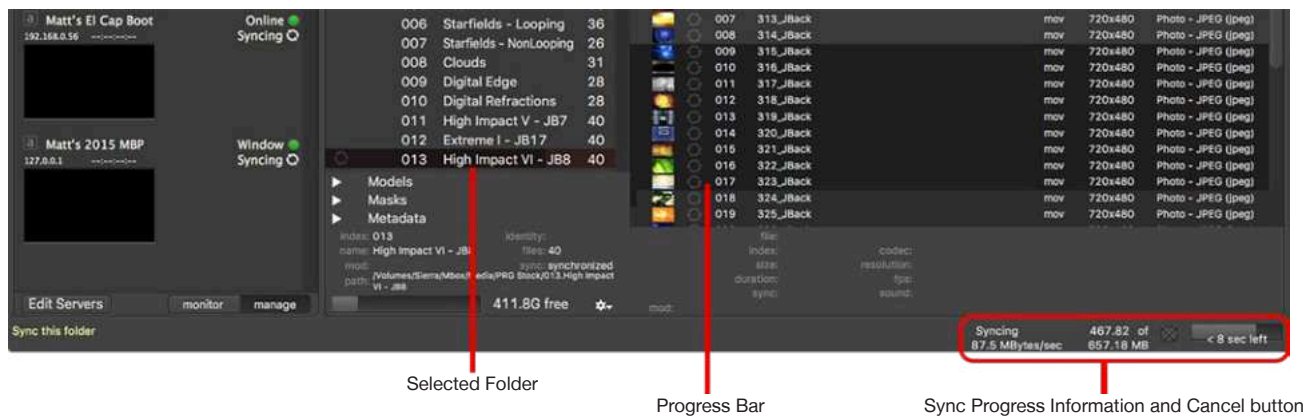 Matt's El Cap Boot Online
192.168.0.56 --:--:--:-- Syncing
Matt's 2015 MBP Window
127.0.0.1 --:--:--:-- Syncing
Edit Servers monitor manage
Sync this folder
006 Starfields - Looping 36
007 Starfields - NonLooping 26
008 Clouds 31
009 Digital Edge 28
010 Digital Refractions 28
011 High Impact V - JB7 40
012 Extreme I - JB17 40
013 High Impact VI - JB8 40
Models
Masks
Metadata
index: 013 identity:
name: High Impact VI - JB8 files: 40
mod: sync: synchronized
path: /Volumes/Sierra/Mbox/Media/PRG Stock/013.High Impact
VI - JB8
411.8G free
007 313_JBack mov 720x480 Photo - JPEG (jpeg)
008 314_JBack mov 720x480 Photo - JPEG (jpeg)
009 315_JBack mov 720x480 Photo - JPEG (jpeg)
010 316_JBack mov 720x480 Photo - JPEG (jpeg)
011 317_JBack mov 720x480 Photo - JPEG (jpeg)
012 318_JBack mov 720x480 Photo - JPEG (jpeg)
013 319_JBack mov 720x480 Photo - JPEG (jpeg)
014 320_JBack mov 720x480 Photo - JPEG (jpeg)
015 321_JBack mov 720x480 Photo - JPEG (jpeg)
016 322_JBack mov 720x480 Photo - JPEG (jpeg)
017 323_JBack mov 720x480 Photo - JPEG (jpeg)
018 324_JBack mov 720x480 Photo - JPEG (jpeg)
019 325_JBack mov 720x480 Photo - JPEG (jpeg)
file:
index: codec:
size: resolution:
duration: fps:
sync: sound:
mod:
Syncing 467.82 of
87.5 MBytes/sec 657.18 MB < 8 sec left
Selected Folder
Progress Bar
Sync Progress Information and Cancel button